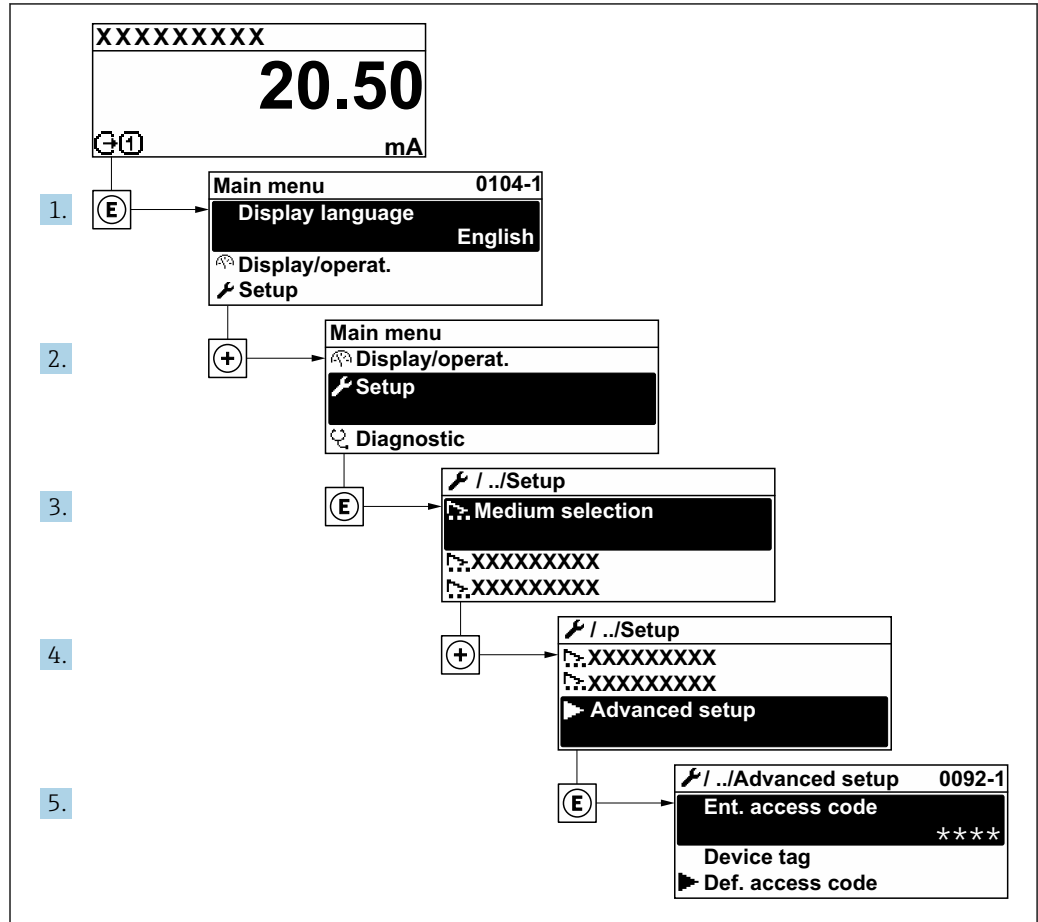 XXXXXXXXX
20.50
1 mA
1. E
Main menu 0104-1
Display language
English
Display/operat.
Setup
2. +
Main menu
Display/operat.
Setup
Diagnostic
3. E
/ ../Setup
Medium selection
XXXXXXXXX
XXXXXXXXX
4. +
/ ../Setup
XXXXXXXXX
XXXXXXXXX
Advanced setup
5. E
/ ../Advanced setup 0092-1
Ent. access code
****
Device tag
Def. access code